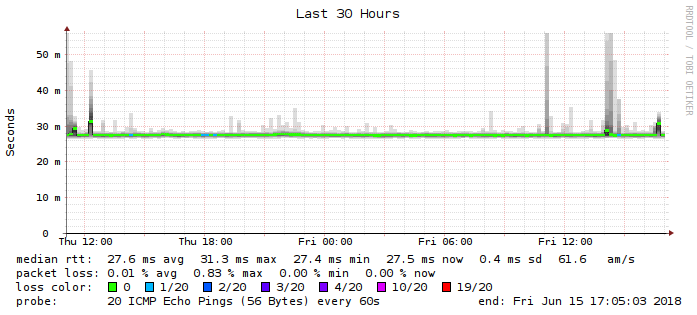 Last 30 Hours
RRDTOOL / TOBI OETIKER
Seconds
50 m
40 m
30 m
20 m
10 m
0
Thu 12:00 Thu 18:00 Fri 00:00 Fri 06:00 Fri 12:00
median rtt: 27.6 ms avg 31.3 ms max 27.4 ms min 27.5 ms now 0.4 ms sd 61.6 am/s
packet loss: 0.01 % avg 0.83 % max 0.00 % min 0.00 % now
loss color: 0 1/20 2/20 3/20 4/20 10/20 19/20
probe: 20 ICMP Echo Pings (56 Bytes) every 60s end: Fri Jun 15 17:05:03 2018